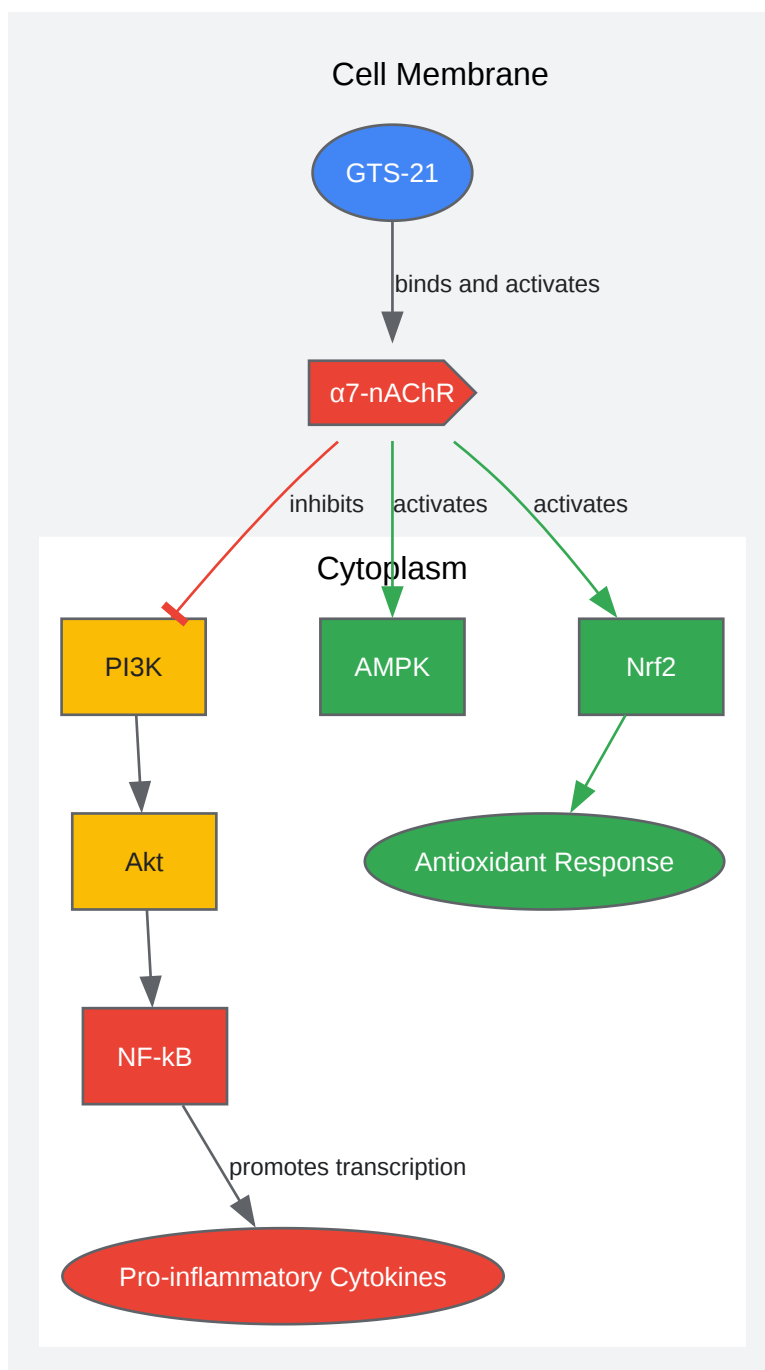 Cell Membrane
GTS-21
binds and activates
α7-nAChR
inhibits
activates
activates
Cytoplasm
PI3K
AMPK
Nrf2
Akt
Antioxidant Response
NF-kB
promotes transcription
Pro-inflammatory Cytokines